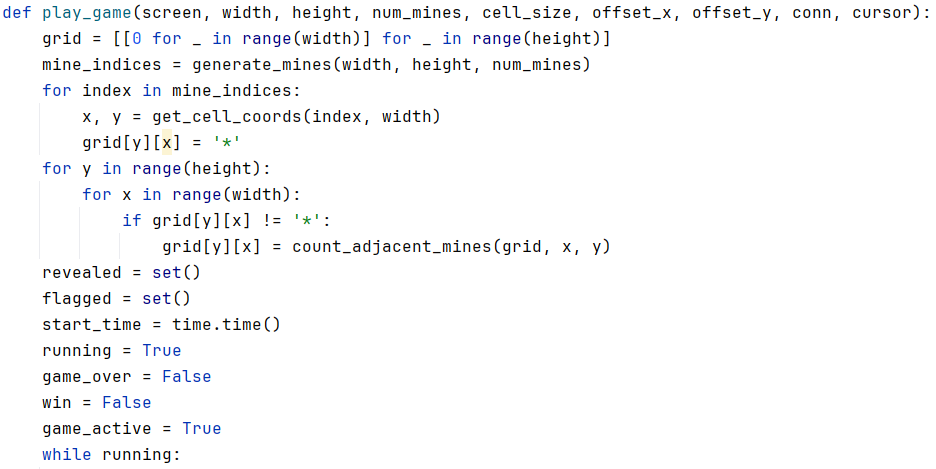 def play_game(screen, width, height, num_mines, cell_size, offset_x, offset_y, conn, cursor):
    grid = [[0 for _ in range(width)] for _ in range(height)]
    mine_indices = generate_mines(width, height, num_mines)
    for index in mine_indices:
        x, y = get_cell_coords(index, width)
        grid[y][x] = '*'
    for y in range(height):
        for x in range(width):
            if grid[y][x] != '*':
                grid[y][x] = count_adjacent_mines(grid, x, y)
    revealed = set()
    flagged = set()
    start_time = time.time()
    running = True
    game_over = False
    win = False
    game_active = True
    while running: